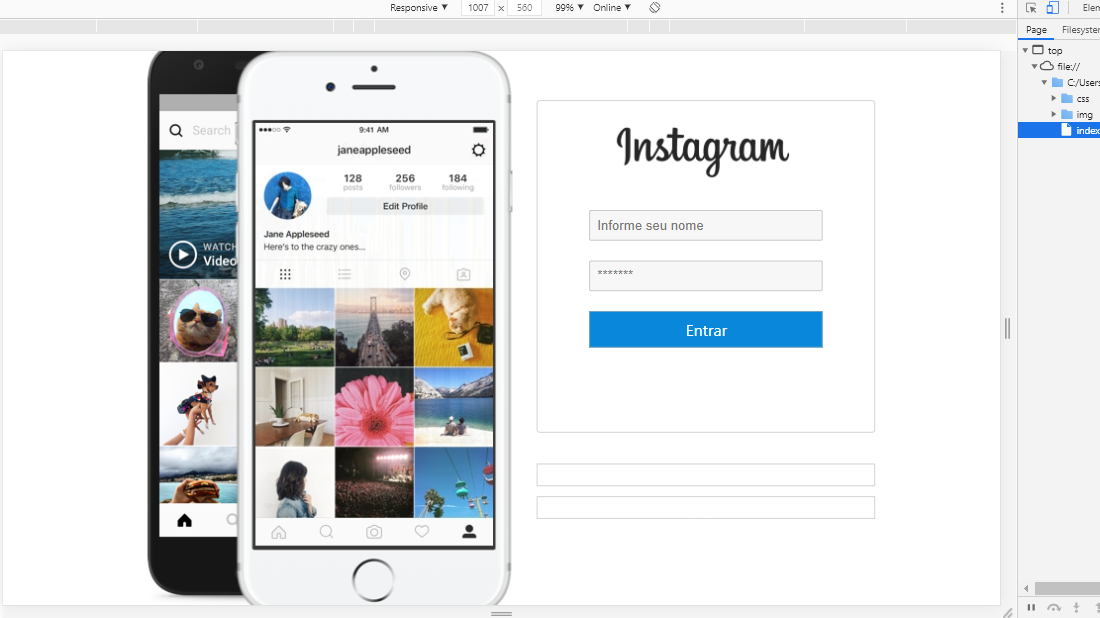 Responsive ▼ 1007 × 560 99% ▼ Online ▼
Elen
Page Filesyste
top
file://
C:/Users
css
img
index
Search
WATCH
Video
9:41 AM
janeappleseed
128 256 184
posts followers following
Edit Profile
Jane Appleseed
Here's to the crazy ones...
Instagram
Informe seu nome
*******
Entrar